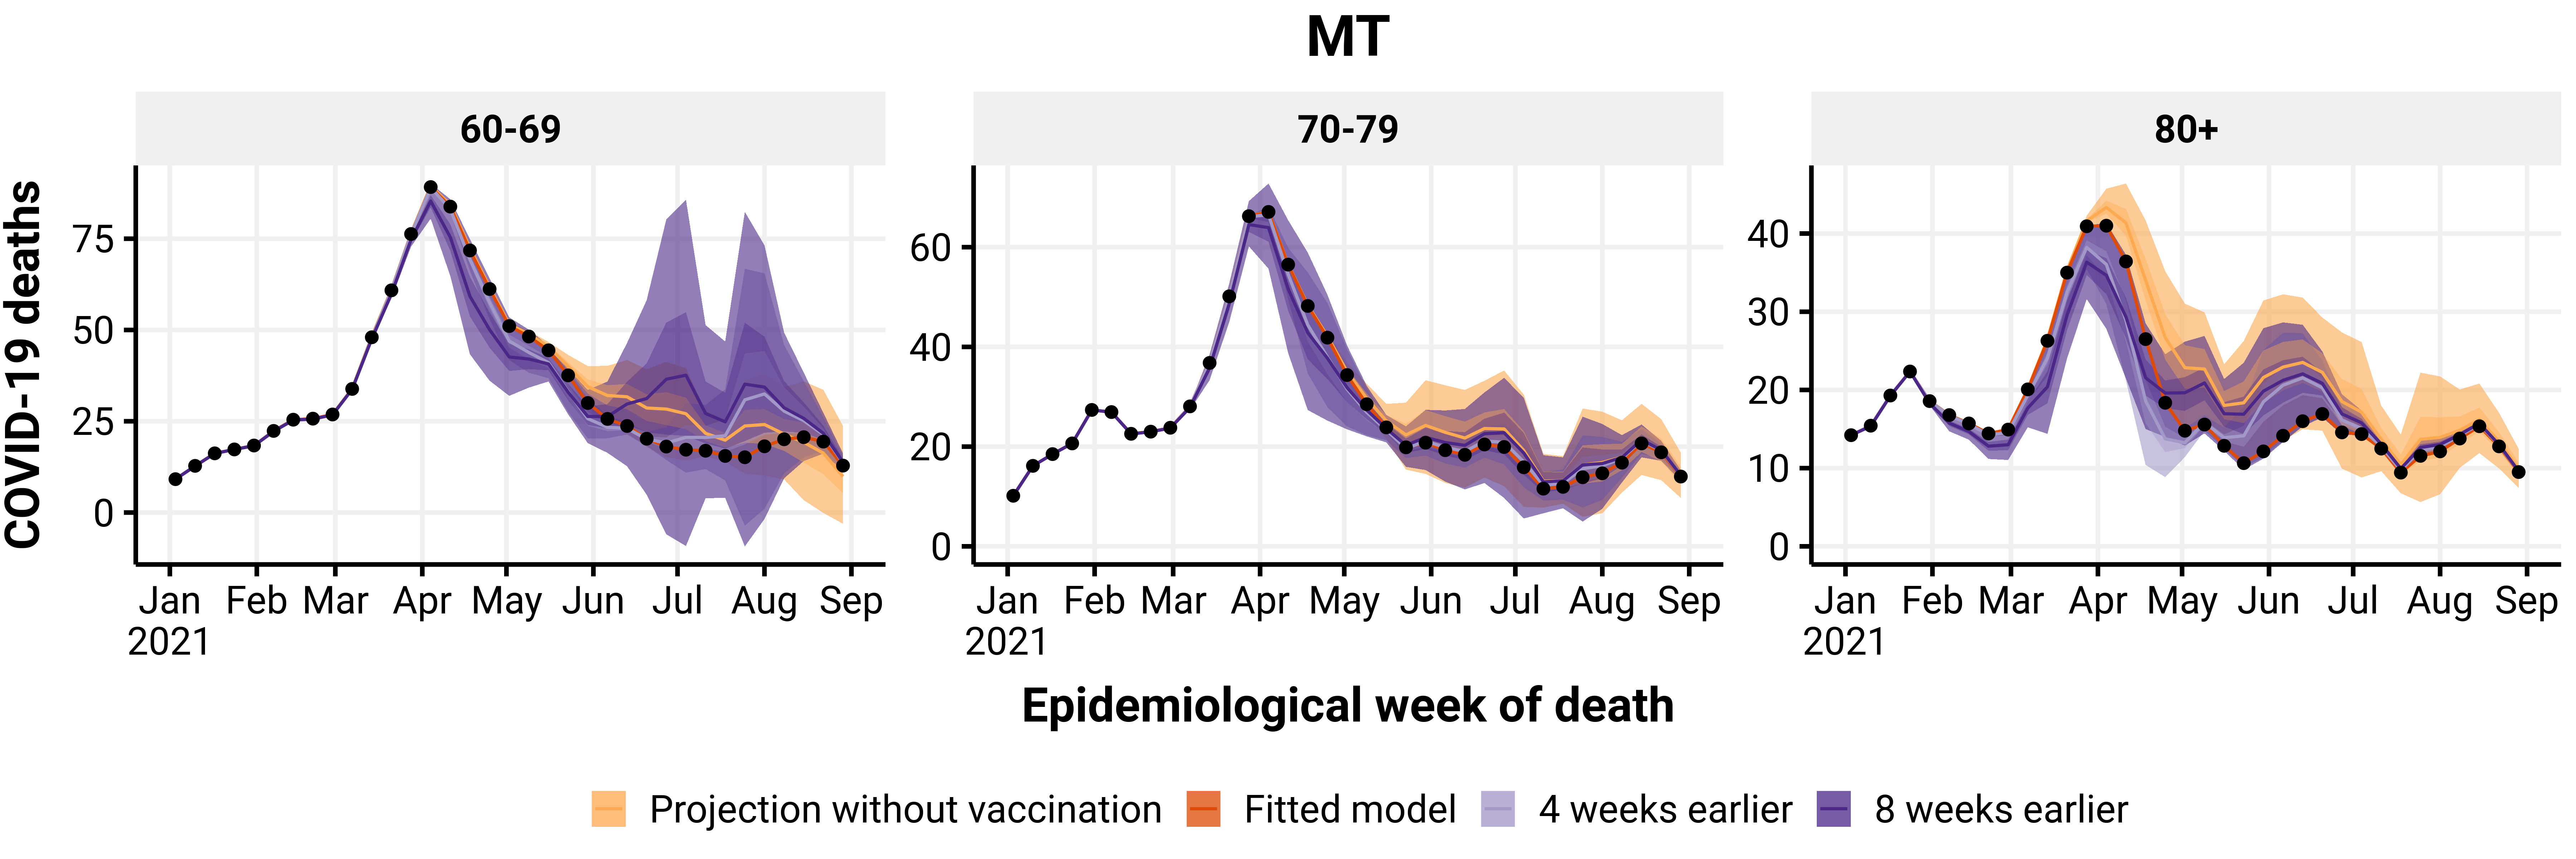 MT
60-69 70-79 80+
COVID-19 deaths
75
50
25
0
60
40
20
0
40
30
20
10
0
Jan Feb Mar Apr May Jun Jul Aug Sep
2021
Jan Feb Mar Apr May Jun Jul Aug Sep
2021
Jan Feb Mar Apr May Jun Jul Aug Sep
2021
Epidemiological week of death
Projection without vaccination Fitted model 4 weeks earlier 8 weeks earlier